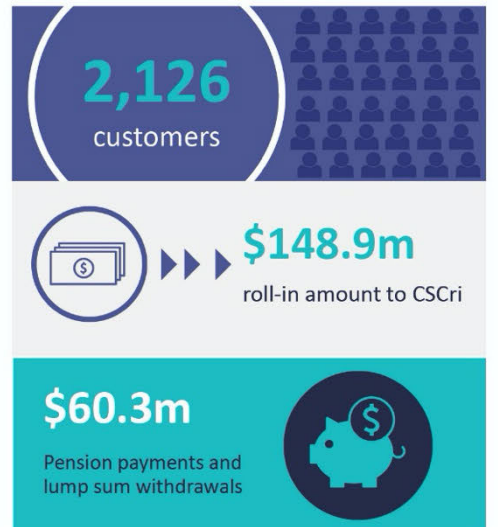 2,126
customers
$
$148.9m
roll-in amount to CSCri
$60.3m
Pension payments and
lump sum withdrawals
$